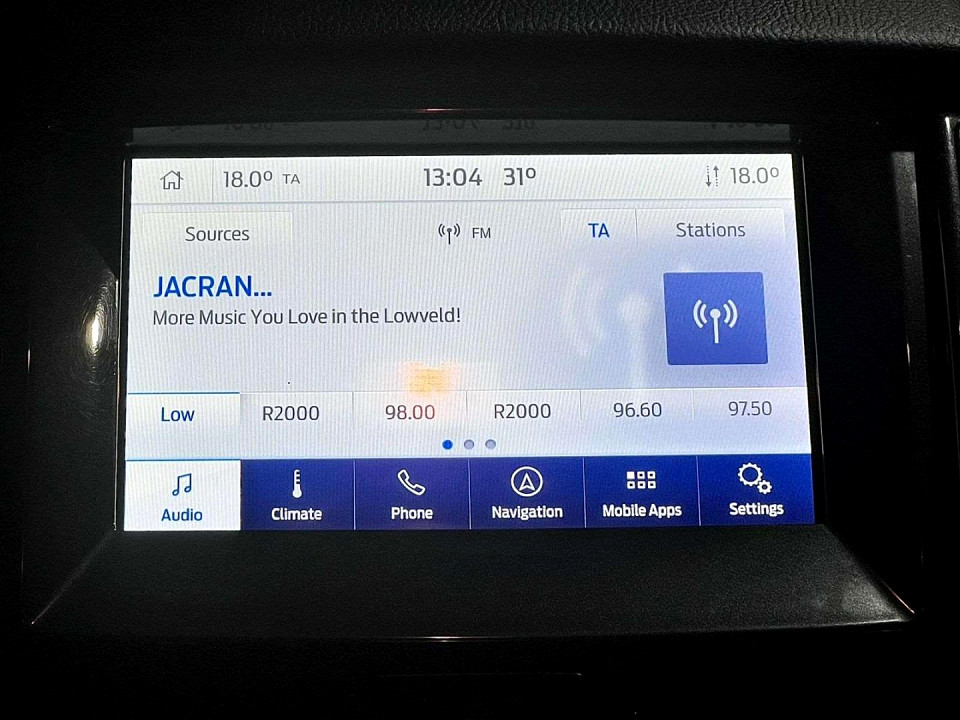 18.0° TA 13:04 31° 18.0°
Sources FM TA Stations
JACRAN...
More Music You Love in the Lowveld!
Low R2000 98.00 R2000 96.60 97.50
Audio Climate Phone Navigation Mobile Apps Settings